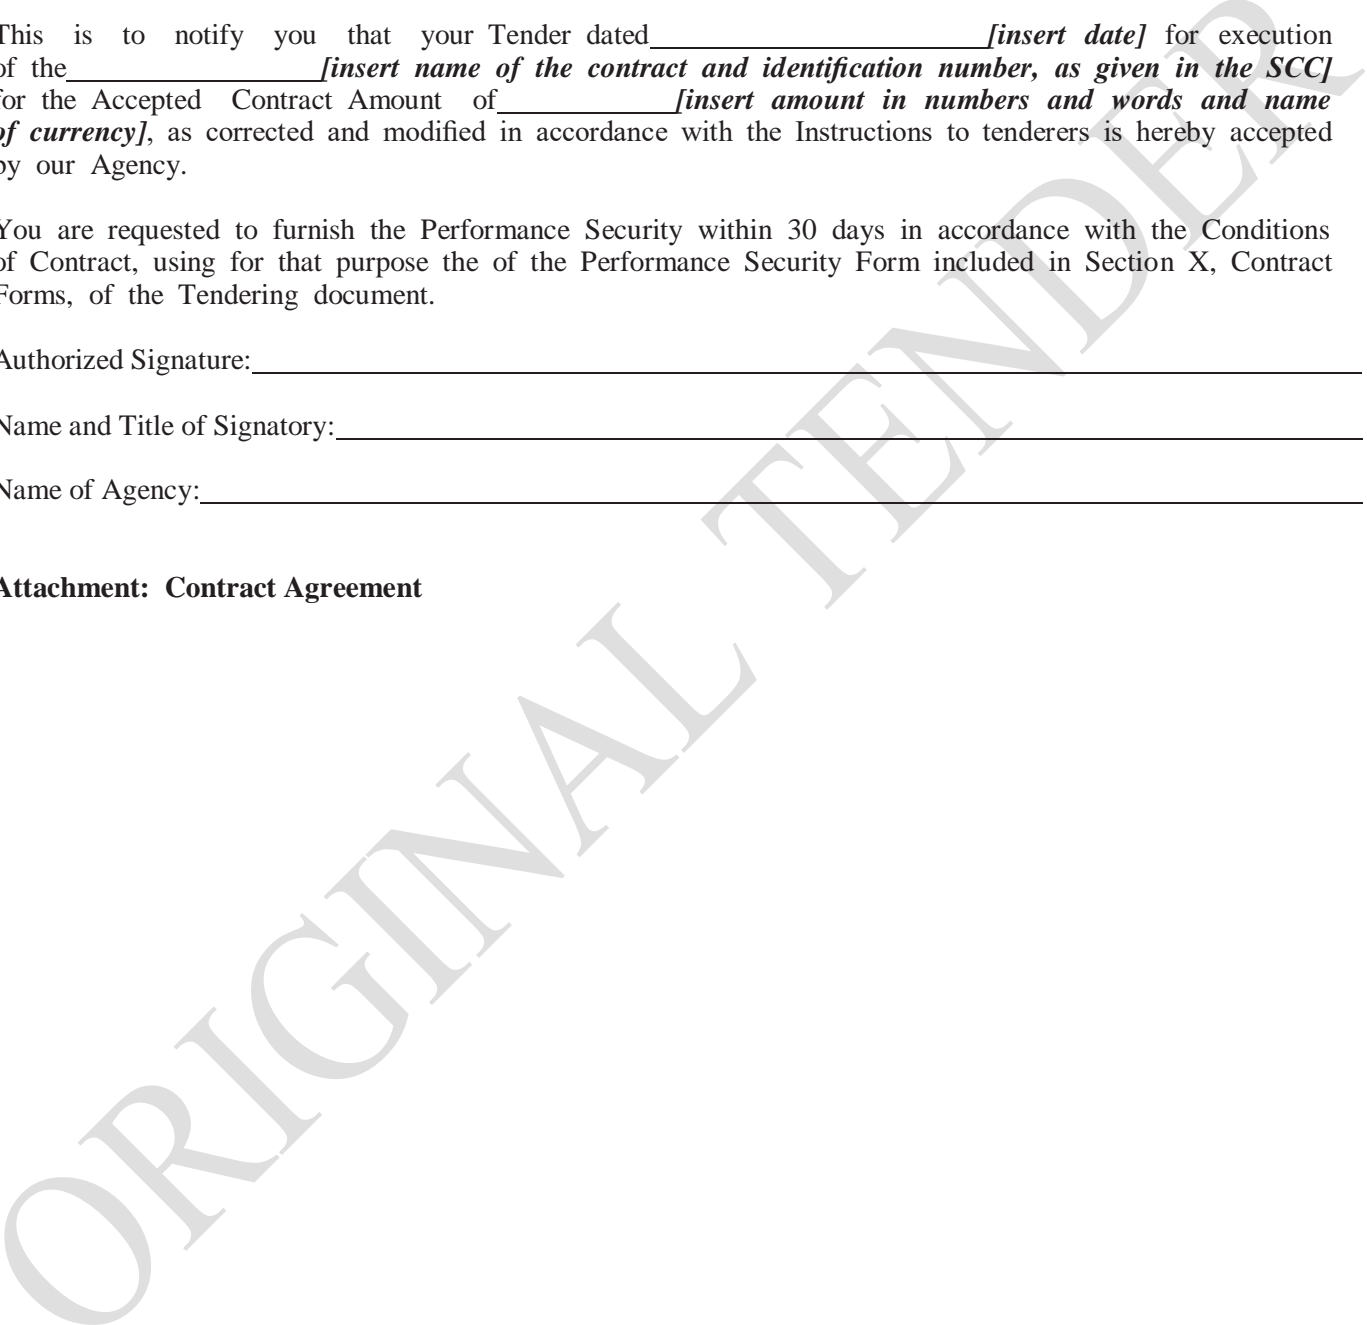 This is to notify you that your Tender dated [insert date] for execution
of the [insert name of the contract and identification number, as given in the SCC]
for the Accepted Contract Amount of [insert amount in numbers and words and name
of currency], as corrected and modified in accordance with the Instructions to tenderers is hereby accepted
by our Agency.
You are requested to furnish the Performance Security within 30 days in accordance with the Conditions
of Contract, using for that purpose the of the Performance Security Form included in Section X, Contract
Forms, of the Tendering document.
Authorized Signature:
Name and Title of Signatory:
Name of Agency:
Attachment: Contract Agreement
ORIGINAL TENDER